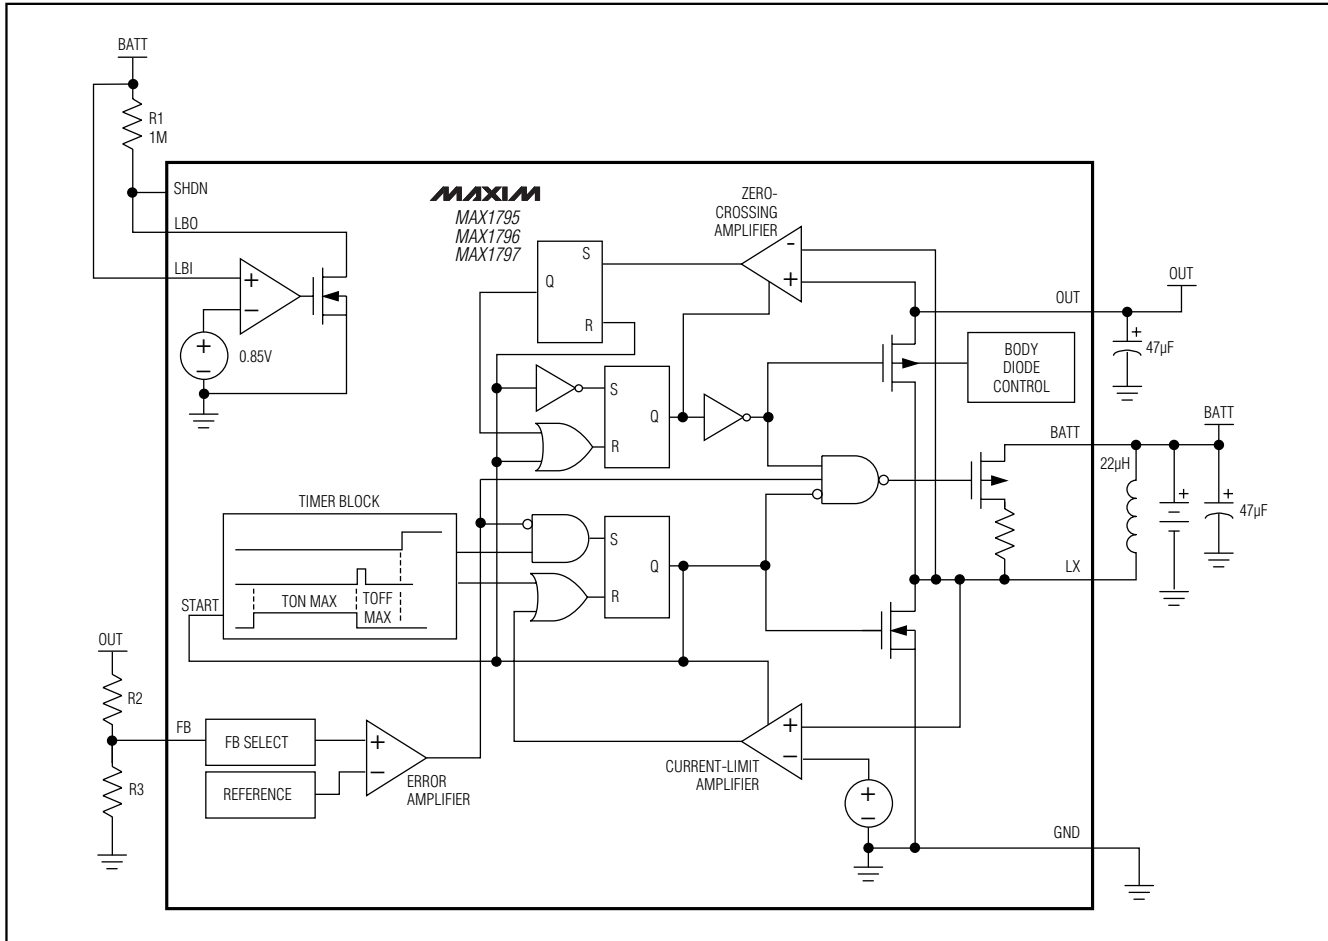 BATT
R1
1M
SHDN
LBO
LBI
+
−
+
−
0.85V
MAXIM
MAX1795
MAX1796
MAX1797
ZERO-
CROSSING
AMPLIFIER
-
+
S
Q
R
S
Q
R
OUT
OUT
+
47µF
BODY
DIODE
CONTROL
BATT
BATT
22µH
+
+
47µF
LX
TIMER BLOCK
START
TON MAX
TOFF
MAX
S
Q
R
OUT
R2
FB
R3
FB SELECT
REFERENCE
+
−
ERROR
AMPLIFIER
CURRENT-LIMIT
AMPLIFIER
+
−
+
−
GND